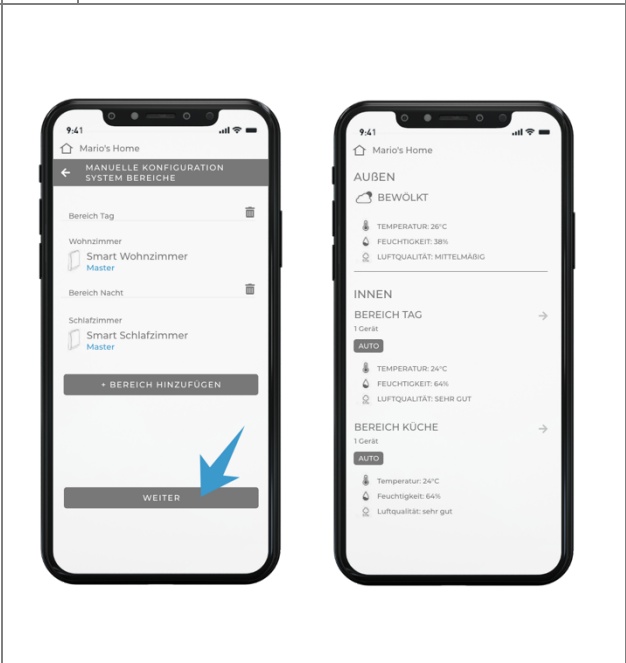 9:41
Mario's Home
MANUELLE KONFIGURATION
SYSTEM BEREICHE
Bereich Tag
Wohnzimmer
Smart Wohnzimmer
Master
Bereich Nacht
Schlafzimmer
Smart Schlafzimmer
Master
+ BEREICH HINZUFÜGEN
WEITER
9:41
Mario's Home
AUßEN
BEWÖLKT
TEMPERATUR: 26°C
FEUCHTIGKEIT: 38%
LUFTQUALITÄT: MITTELMÄßIG
INNEN
BEREICH TAG
1 Gerät
AUTO
TEMPERATUR: 24°C
FEUCHTIGKEIT: 64%
LUFTQUALITÄT: SEHR GUT
BEREICH KÜCHE
1 Gerät
AUTO
Temperatur: 24°C
Feuchtigkeit: 64%
Luftqualität: sehr gut